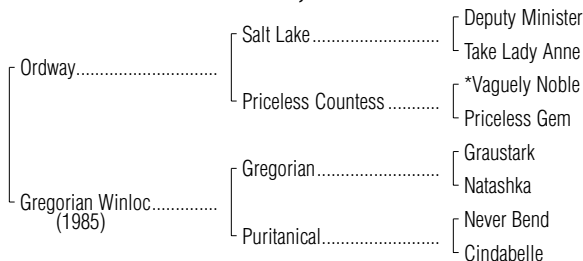 Deputy Minister
Salt Lake..........................
Take Lady Anne
Ordway.............................
*Vaguely Noble
Priceless Countess ...........
Priceless Gem
Graustark
Gregorian..........................
Natashka
Gregorian Winloc.............
(1985)
Never Bend
Puritanical.........................
Cindabelle